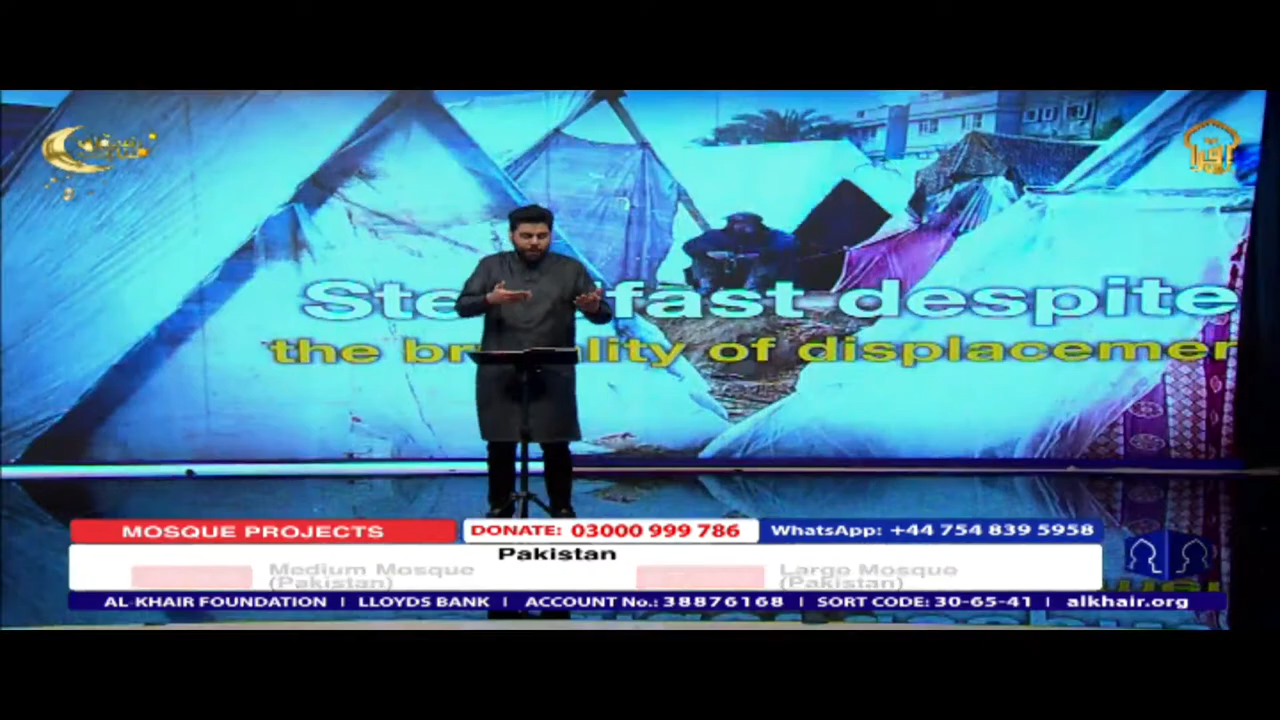 Ste fast despite
the br lity of displacemen
MOSQUE PROJECTS
DONATE: 03000 999 786
WhatsApp: +44 754 839 5958
Pakistan
Medium Mosque
(Pakistan)
Large Mosque
(Pakistan)
AL KHAIR FOUNDATION I LLOYDS BANK I ACCOUNT No.: 38876168 I SORT CODE: 30-65-41 I alkhair.org